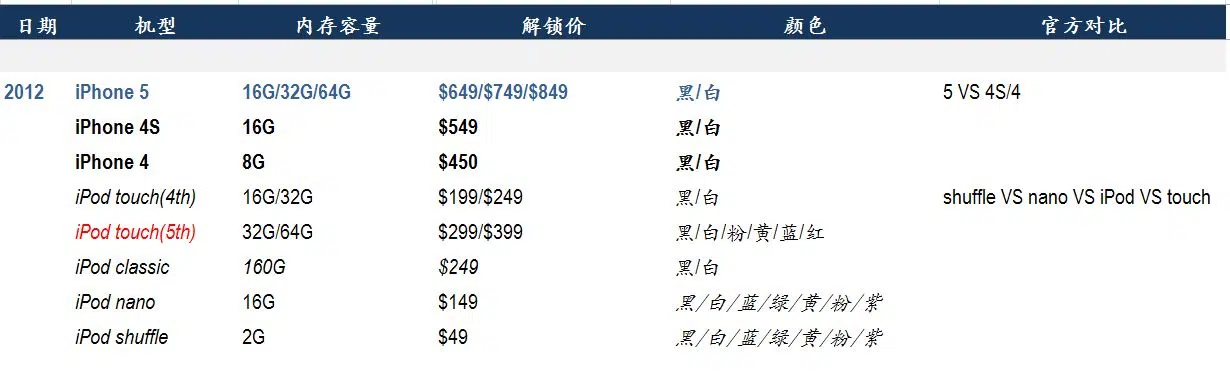 日期 机型 内存容量 解锁价 颜色 官方对比
2012 iPhone 5 16G/32G/64G $649/$749/$849 黑/白 5 VS 4S/4
iPhone 4S 16G $549 黑/白
iPhone 4 8G $450 黑/白
iPod touch(4th) 16G/32G $199/$249 黑/白 shuffle VS nano VS iPod VS touch
iPod touch(5th) 32G/64G $299/$399 黑/白/粉/黄/蓝/红
iPod classic 160G $249 黑/白
iPod nano 16G $149 黑/白/蓝/绿/黄/粉/紫
iPod shuffle 2G $49 黑/白/蓝/绿/黄/粉/紫